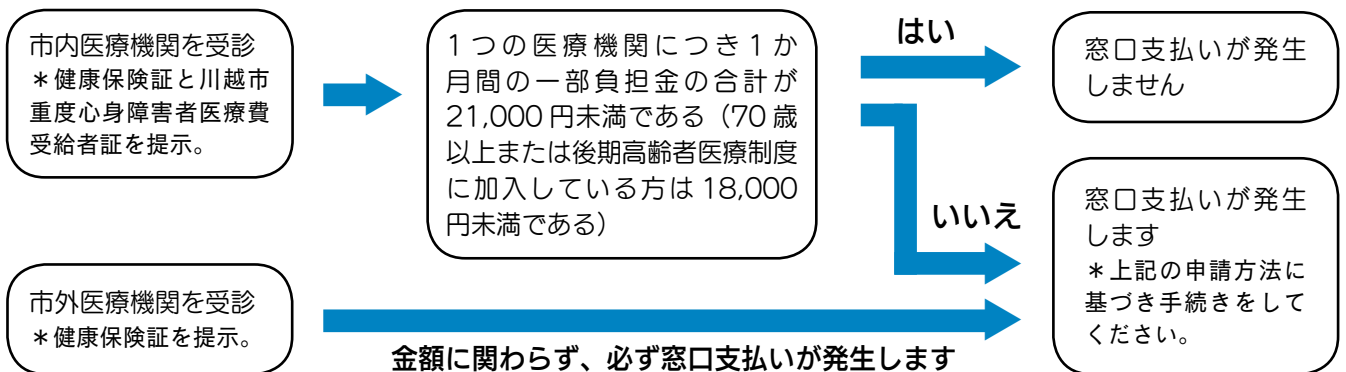 市内医療機関を受診
＊健康保険証と川越市
重度心身障害者医療費
受給者証を提示。
1つの医療機関につき1か
月間の一部負担金の合計が
21,000円未満である（70歳
以上または後期高齢者医療制度
に加入している方は18,000
円未満である）
はい
窓口支払いが発生
しません
いいえ
窓口支払いが発生
します
＊上記の申請方法に
基づき手続きをして
ください。
市外医療機関を受診
＊健康保険証を提示。
金額に関わらず、必ず窓口支払いが発生します